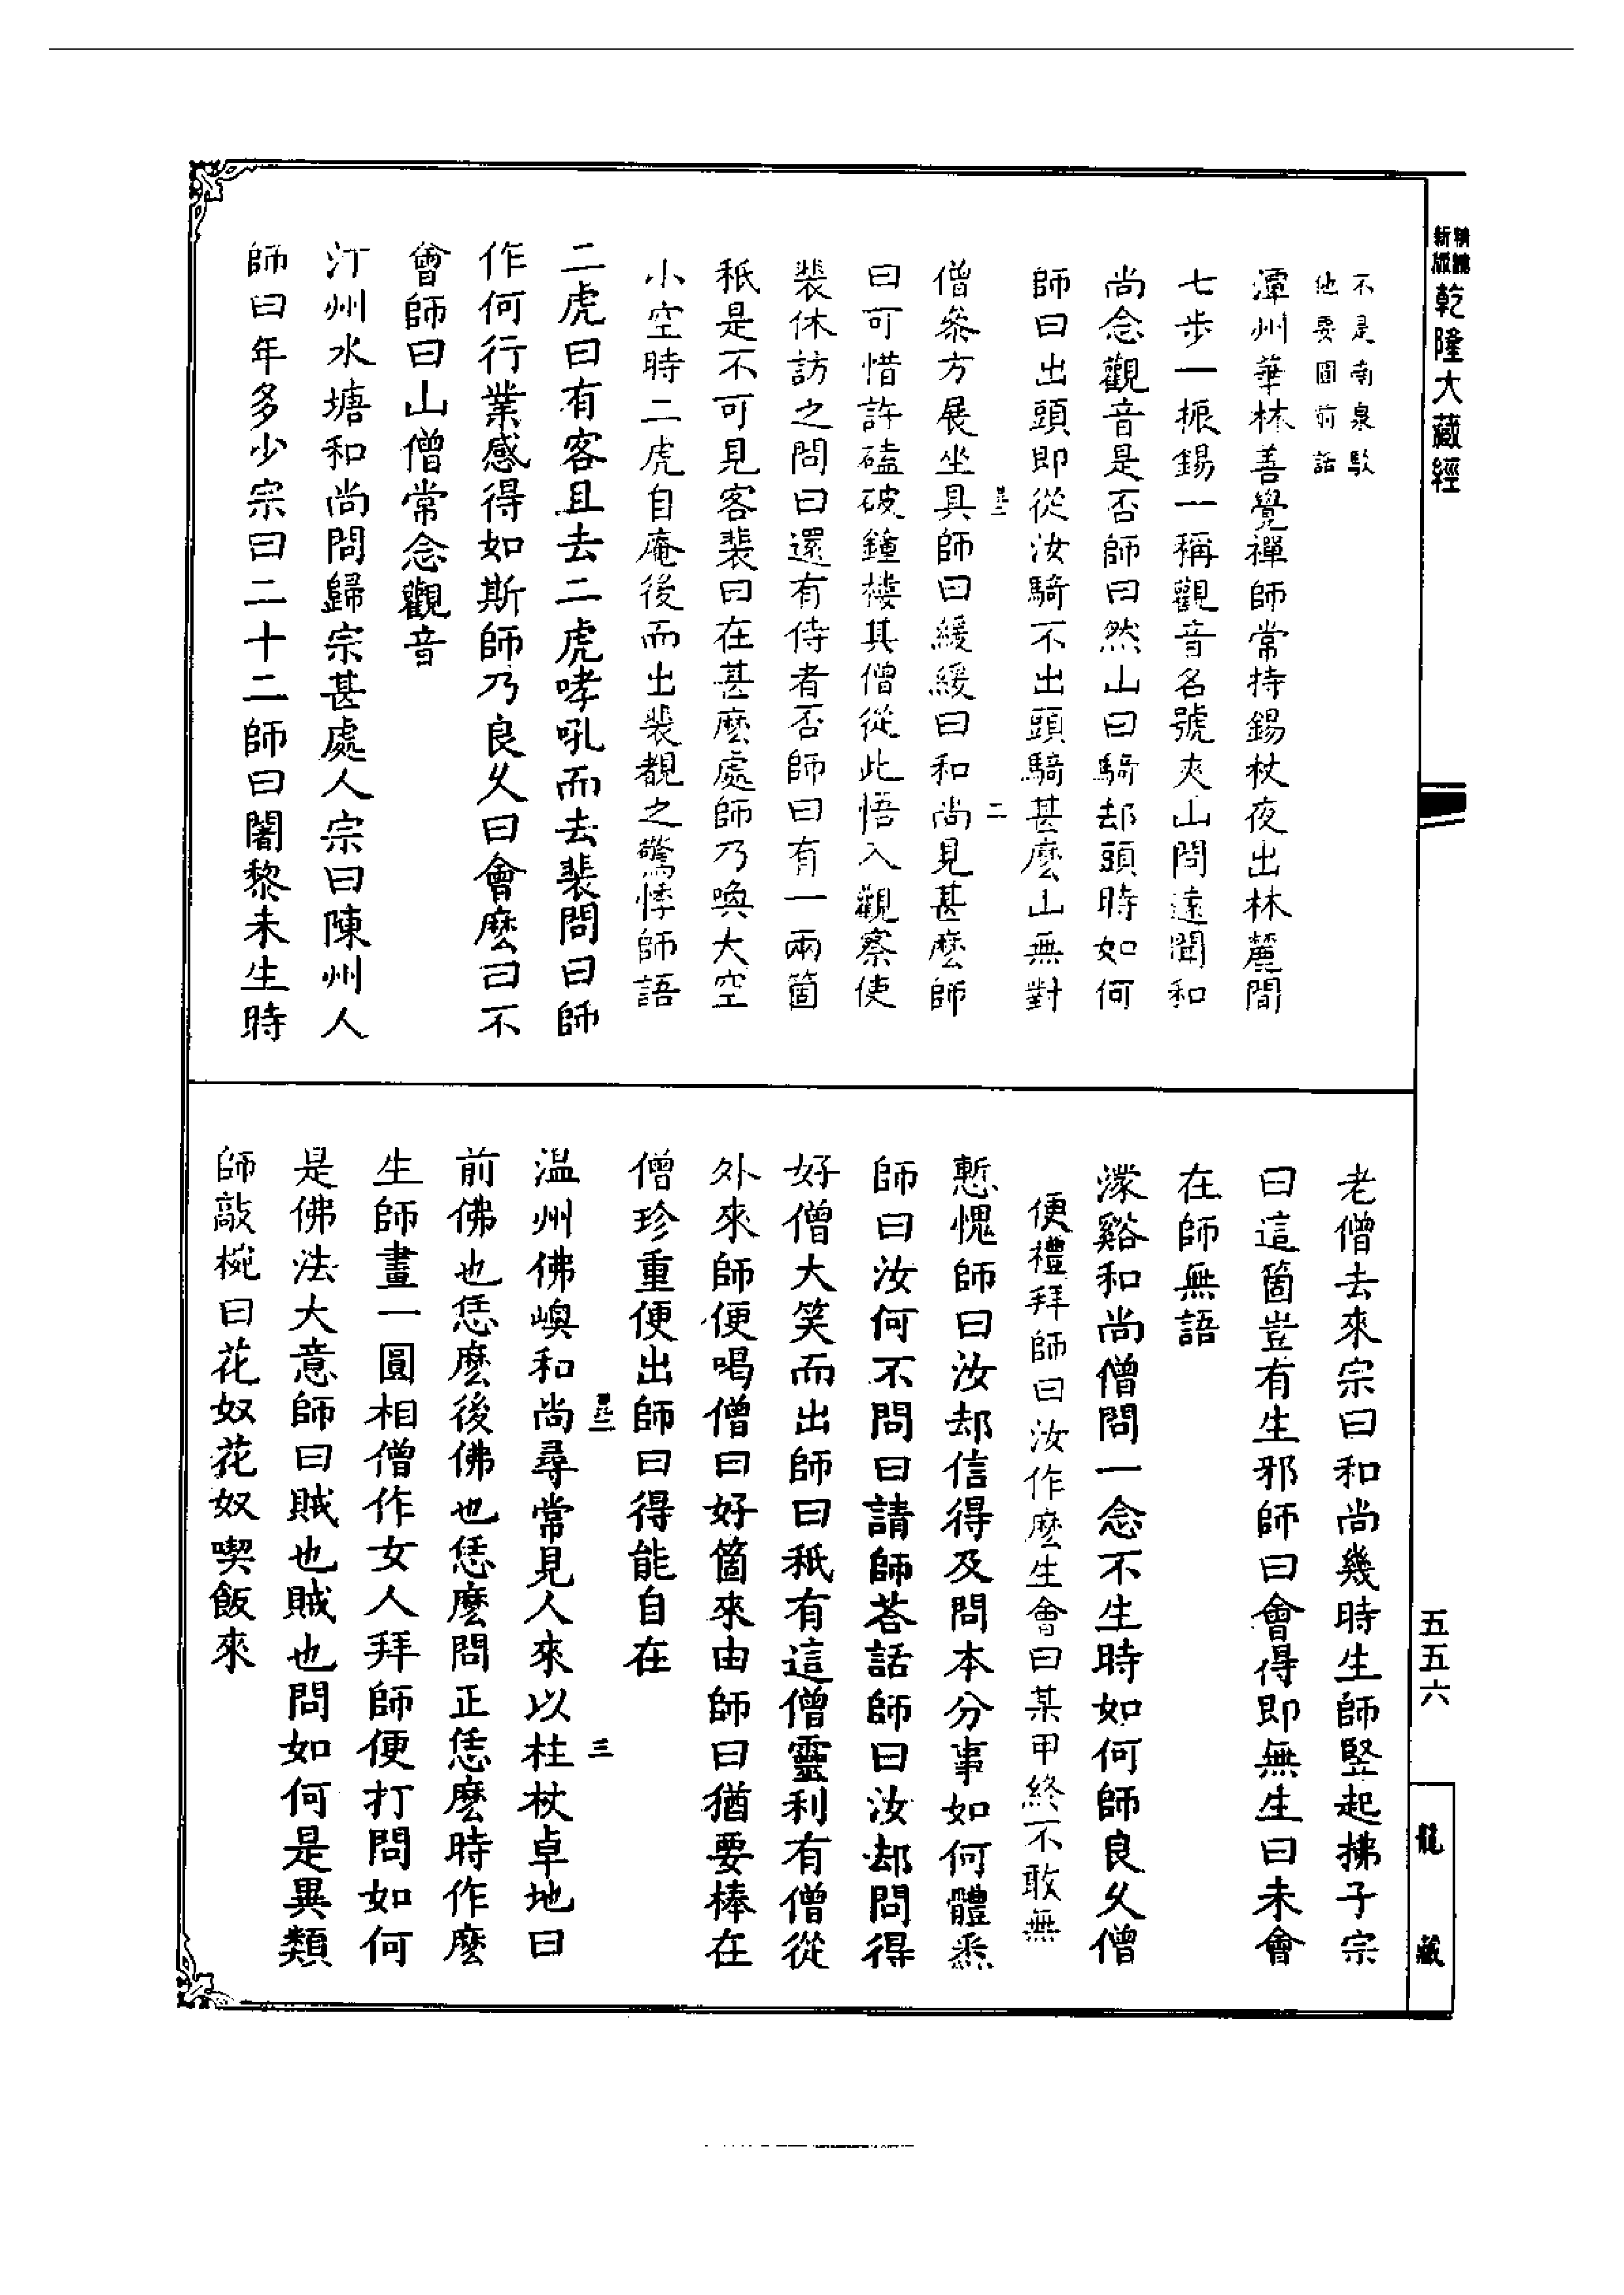 新版
乾隆大藏經
不是南泉駁
他要圓前話
潭州華林善覺禪師常持錫杖夜出林麓間
七步一振錫一稱觀音名號夾山問遠聞和
尚念觀音是否師曰然山曰騎却頭時如何
師曰出頭即從汝騎不出頭騎甚麼山無對
二
僧叅方展坐具師曰緩緩曰和尚見甚麼師
曰可惜許磕破鐘樓其僧從此悟入觀察使
裴休訪之問曰還有侍者否師曰有一兩箇
秖是不可見客裴曰在甚麼處師乃喚大空
小空時二虎自庵後而出裴覩之驚悸師語
二虎曰有客且去二虎哮吼而去裴問曰師
作何行業感得如斯師乃良久曰會麼曰不
會師曰山僧常念觀音
汀州水塘和尚問歸宗甚處人宗曰陳州人
師曰年多少宗曰二十二師曰闍黎未生時
老僧去來宗曰和尚幾時生師竪起拂子宗
曰這箇豈有生邪師曰會得即無生曰未會
在師無語
濛谿和尚僧問一念不生時如何師良久僧
便禮拜師曰汝作麼生會曰某甲終不敢無
慙愧師曰汝却信得及問本分事如何體悉
師曰汝何不問曰請師荅話師曰汝却問得
好僧大笑而出師曰秖有這僧靈利有僧從
外來師便喝僧曰好箇來由師曰猶要棒在
僧珍重便出師曰得能自在
三
温州佛㠗和尚尋常見人來以柱杖卓地曰
前佛也恁麼後佛也恁麼問正恁麼時作麼
生師畫一圓相僧作女人拜師便打問如何
是佛法大意師曰賊也賊也問如何是異類
師敲椀曰花奴花奴喫飯來
五五六
龍藏